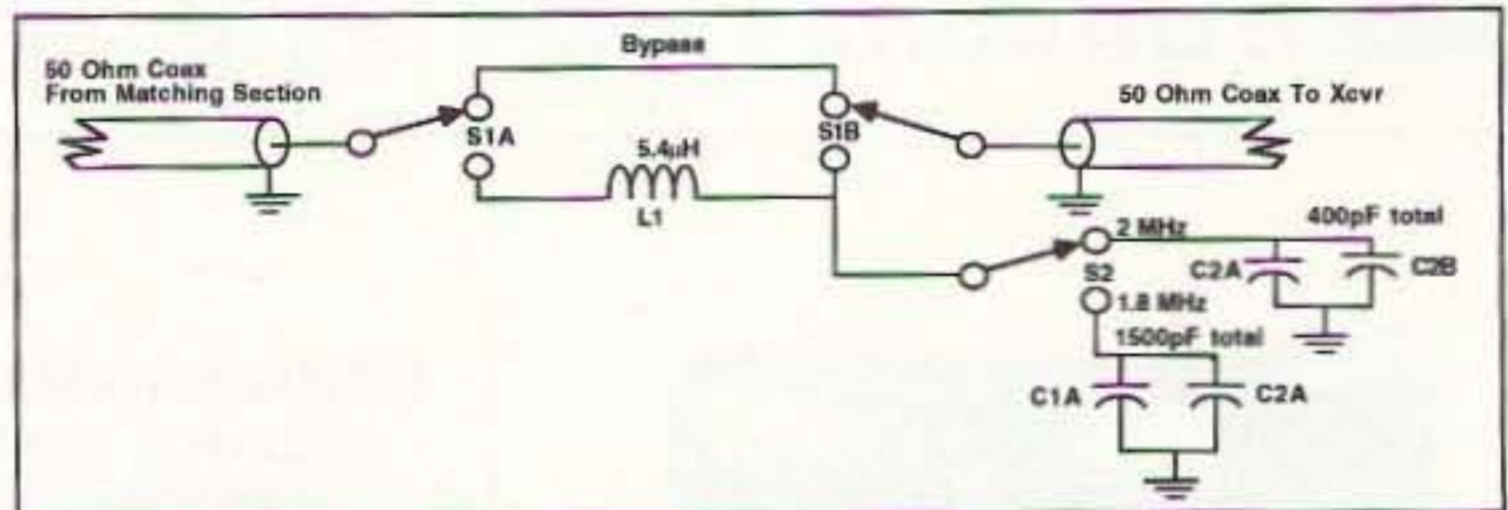 Bypass
50 Ohm Coax
From Matching Section
50 Ohm Coax To Xcvr
S1A
S1B
5.4µH
L1
400pF total
2 MHz
C2A
C2B
S2
1.8 MHz
1500pF total
C1A
C2A